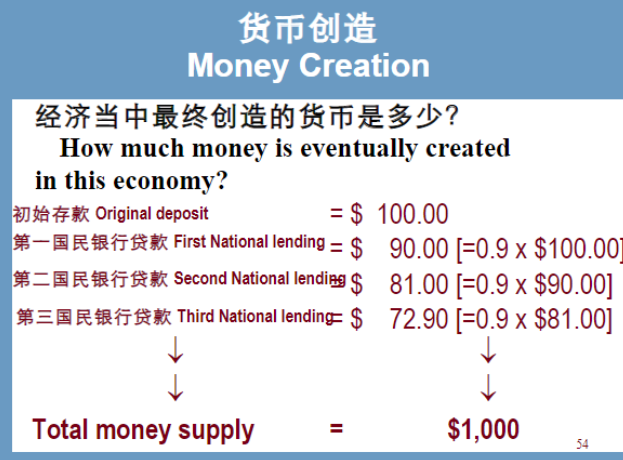 货币创造
Money Creation
经济当中最终创造的货币是多少?
How much money is eventually created
in this economy?
初始存款 Original deposit = $ 100.00
第一国民银行贷款 First National lending = $ 90.00 [=0.9 x $100.00]
第二国民银行贷款 Second National lending = $ 81.00 [=0.9 x $90.00]
第三国民银行贷款 Third National lending = $ 72.90 [=0.9 x $81.00]
↓ ↓
↓ ↓
Total money supply = $1,000
54